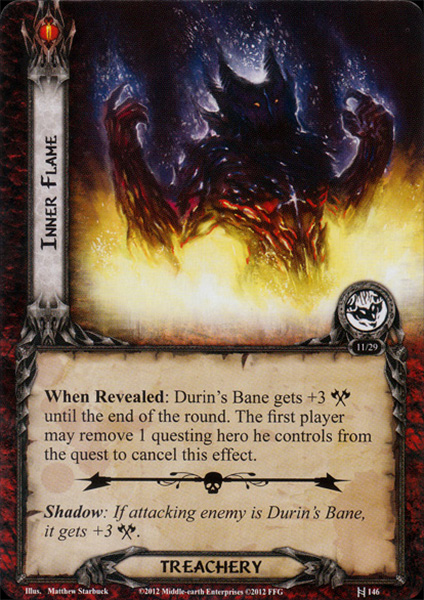 INNER FLAME
11/29
When Revealed: Durin's Bane gets +3
until the end of the round. The first player
may remove 1 questing hero he controls from
the quest to cancel this effect.
Shadow: If attacking enemy is Durin's Bane,
it gets +3 .
TREACHERY
Illus. Matthew Starbuck ©2012 Middle-earth Enterprises ©2012 FFG 146